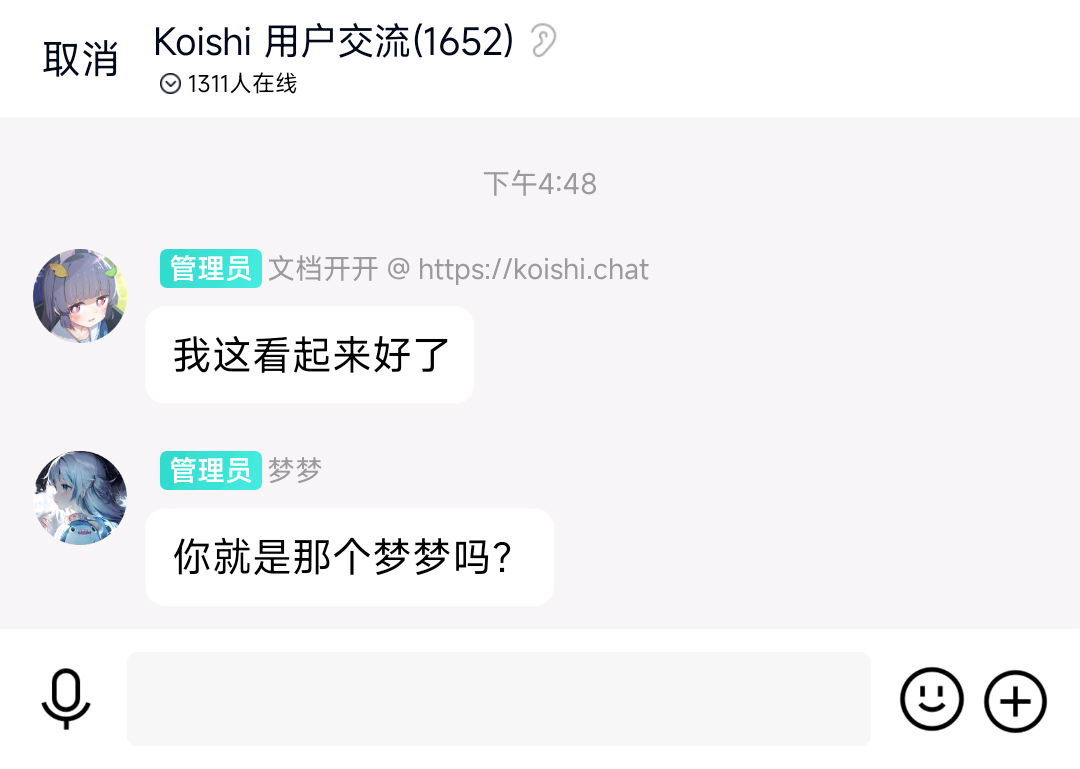 取消
Koishi 用户交流(1652)
1311人在线
下午4:48
管理员 文档开开 @ https://koishi.chat
我这看起来好了
管理员 梦梦
你就是那个梦梦吗?